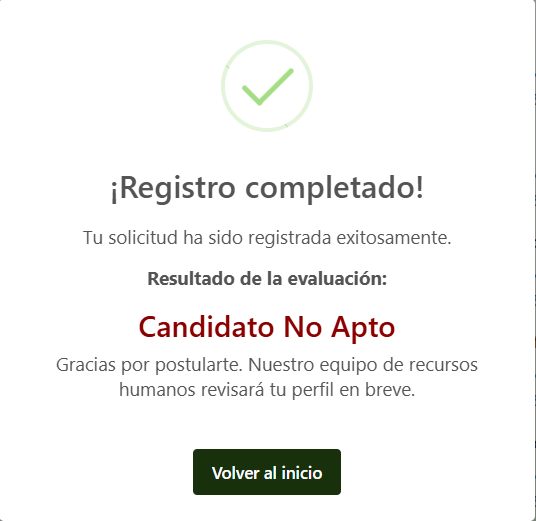 ¡Registro completado!
Tu solicitud ha sido registrada exitosamente.
Resultado de la evaluación:
Candidato No Apto
Gracias por postularte. Nuestro equipo de recursos
humanos revisará tu perfil en breve.
Volver al inicio